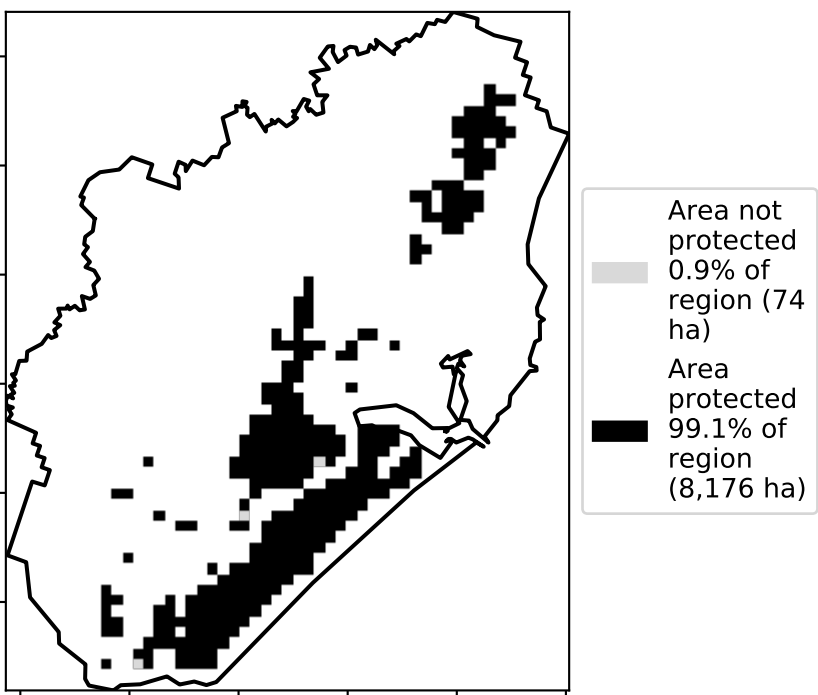 Area not
protected
0.9% of
region (74
ha)
Area
protected
99.1% of
region
(8,176 ha)